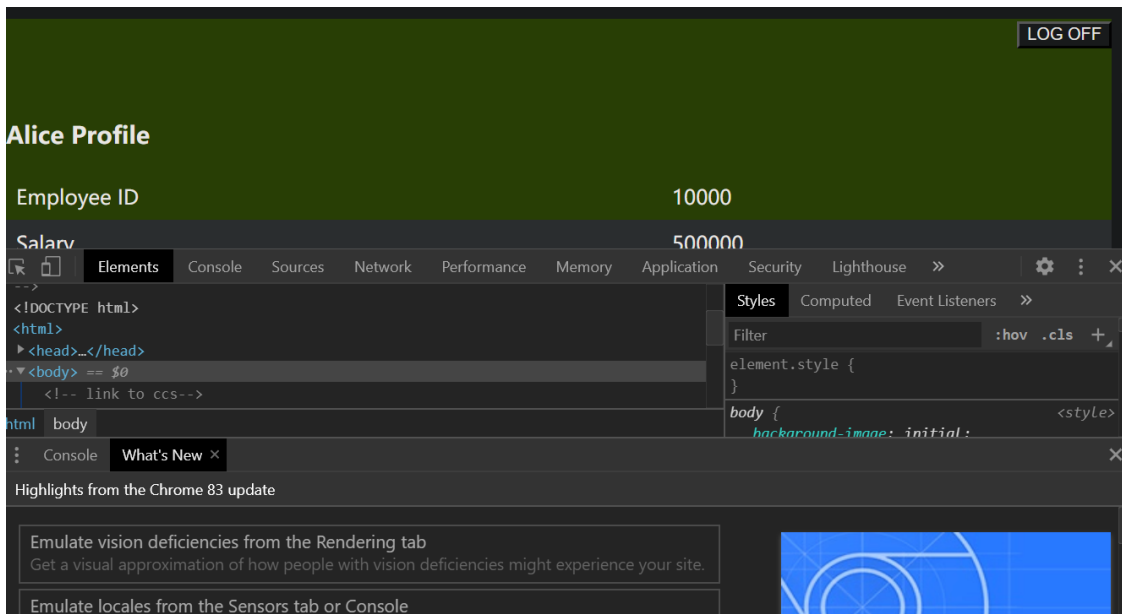 LOG OFF
Alice Profile
Employee ID 10000
Salary 500000
Elements Console Sources Network Performance Memory Application Security Lighthouse »
-->
<!DOCTYPE html>
<html>
<head>…</head>
<body> == $0
<!-- link to ccs-->
html body
Styles Computed Event Listeners »
Filter :hov .cls +
element.style {
}
body { <style>
background-image: initial;
Console What's New ×
Highlights from the Chrome 83 update
Emulate vision deficiencies from the Rendering tab
Get a visual approximation of how people with vision deficiencies might experience your site.
Emulate locales from the Sensors tab or Console